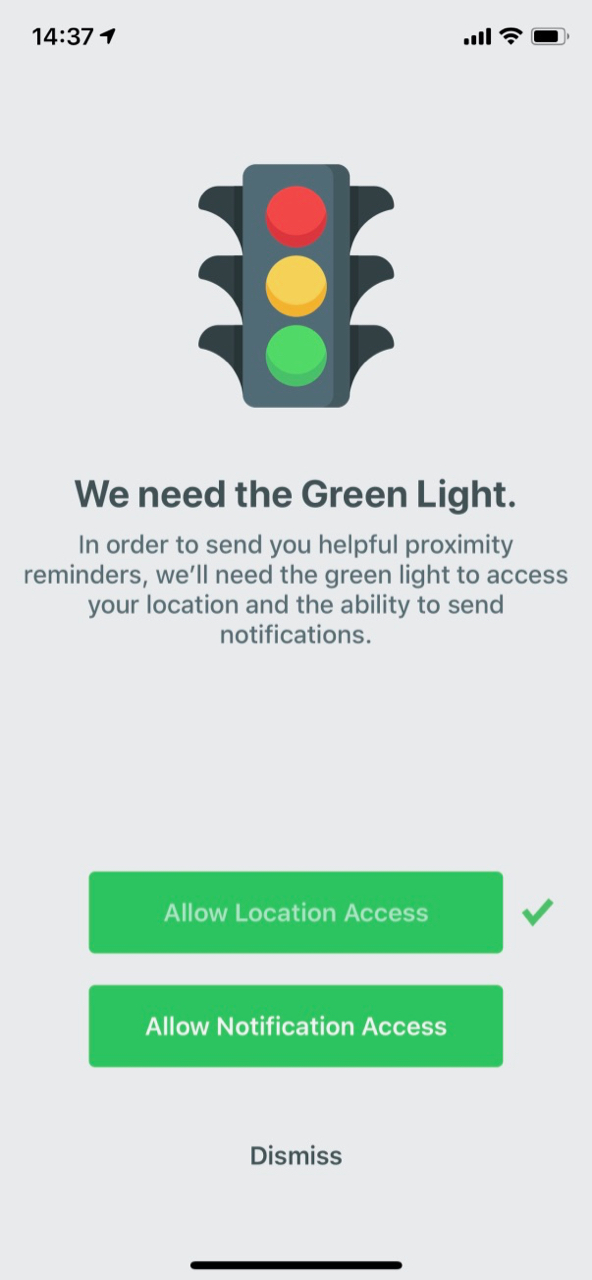 14:37
We need the Green Light.
In order to send you helpful proximity
reminders, we’ll need the green light to access
your location and the ability to send
notifications.
Allow Location Access
Allow Notification Access
Dismiss